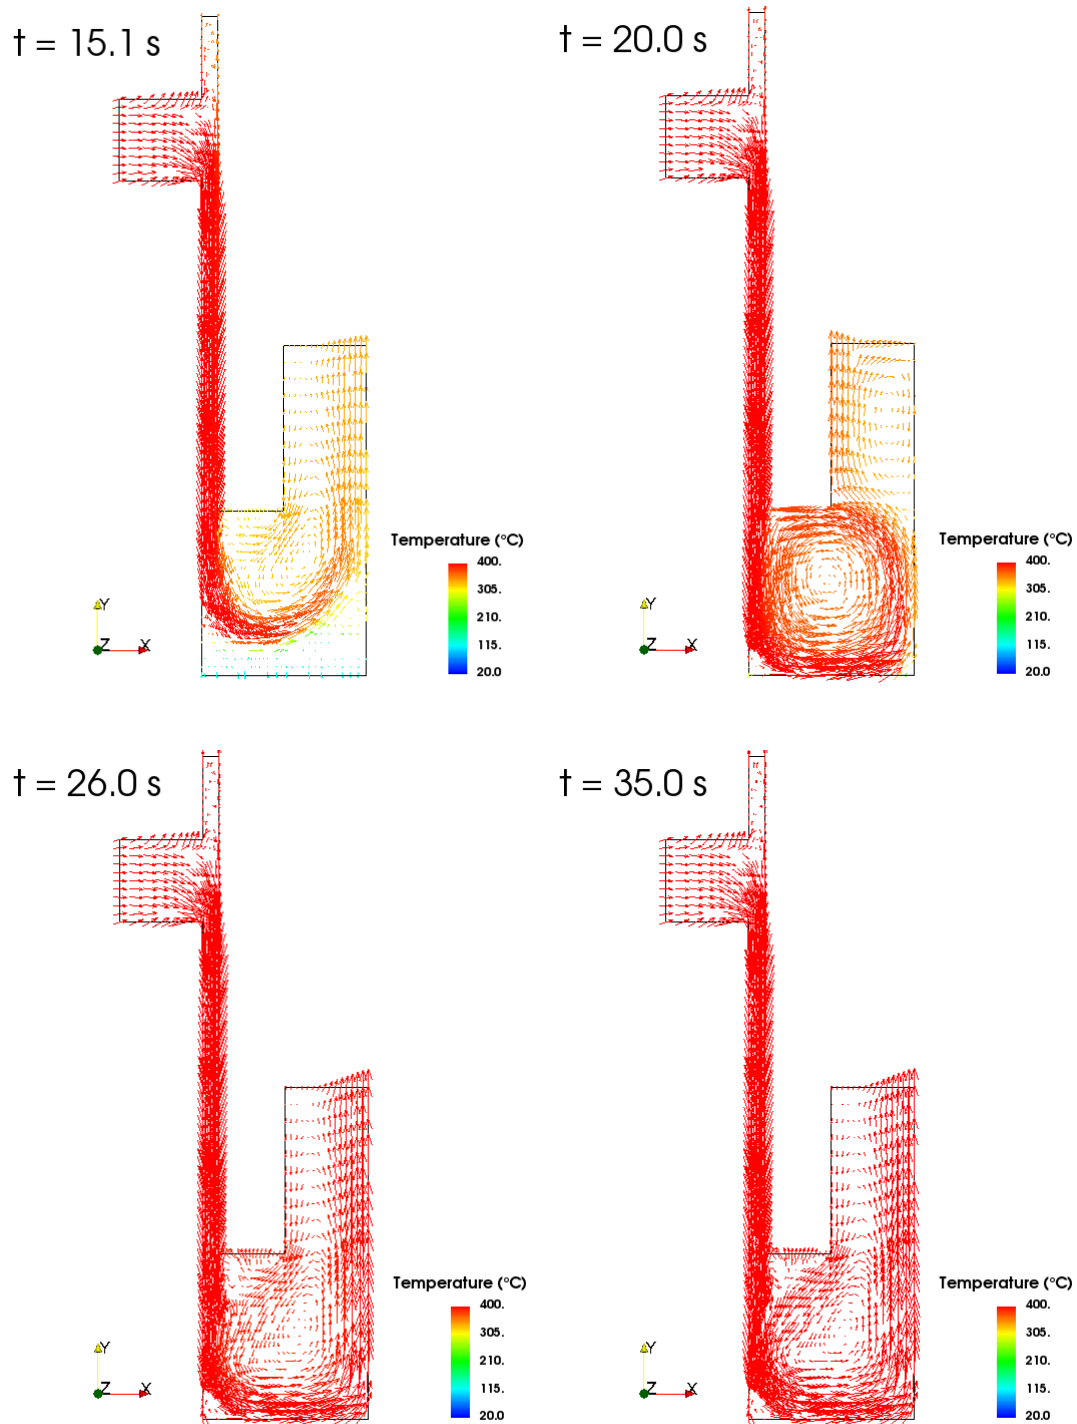 t = 15.1 s
Temperature (°C)
400.
305.
210.
115.
20.0
Y
Z X
t = 20.0 s
Temperature (°C)
400.
305.
210.
115.
20.0
Y
Z X
t = 26.0 s
Temperature (°C)
400.
305.
210.
115.
20.0
Y
Z X
t = 35.0 s
Temperature (°C)
400.
305.
210.
115.
20.0
Y
Z X